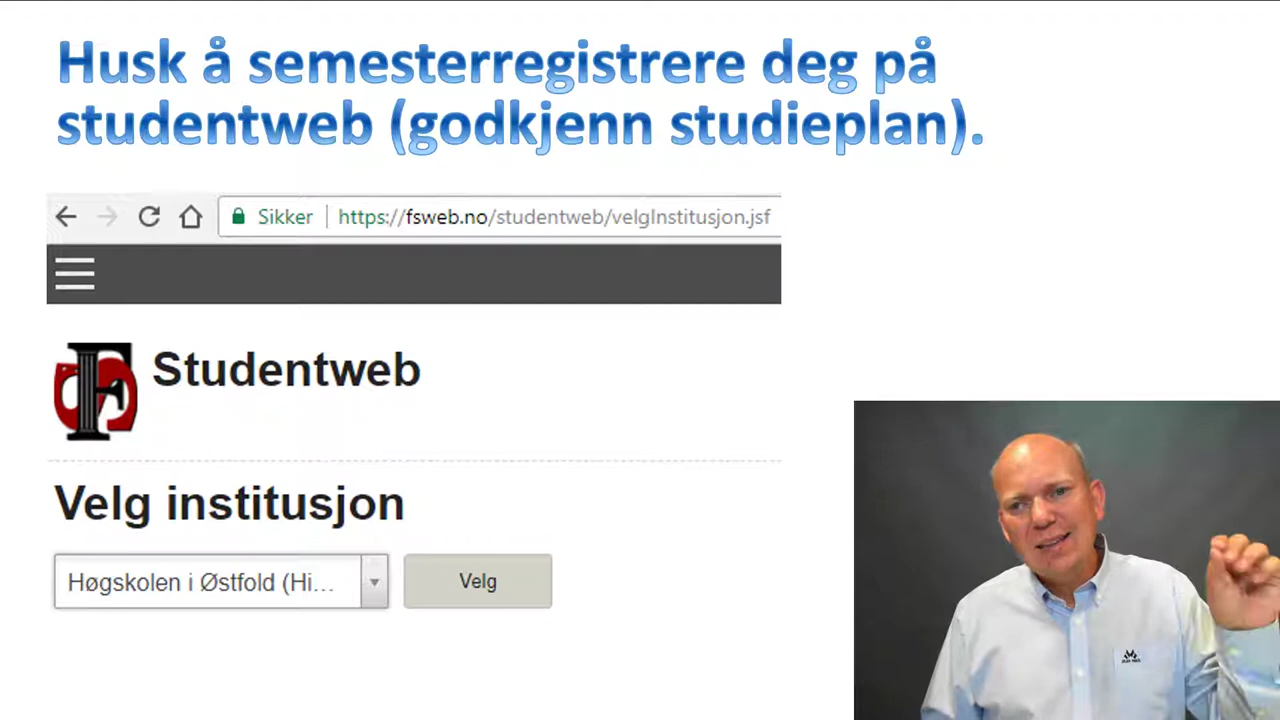 Husk å semesterregistrere deg på
studentweb (godkjenn studieplan).
Sikker https://fsweb.no/studentweb/velgInstitusjon.jsf
Studentweb
Velg institusjon
Høgskolen i Østfold (Hi...
Velg